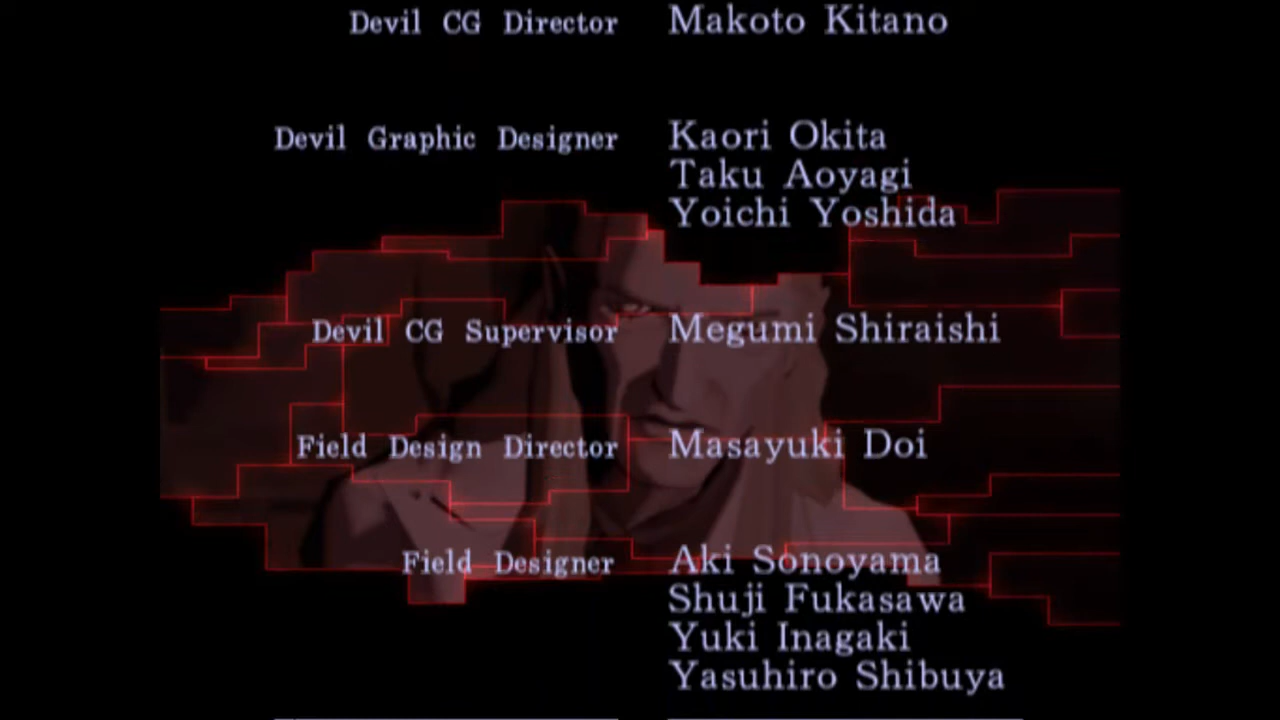 Devil CG Director Makoto Kitano
Devil Graphic Designer Kaori Okita
Taku Aoyagi
Yoichi Yoshida
Devil CG Supervisor Megumi Shiraishi
Field Design Director Masayuki Doi
Field Designer Aki Sonoyama
Shuji Fukasawa
Yuki Inagaki
Yasuhiro Shibuya